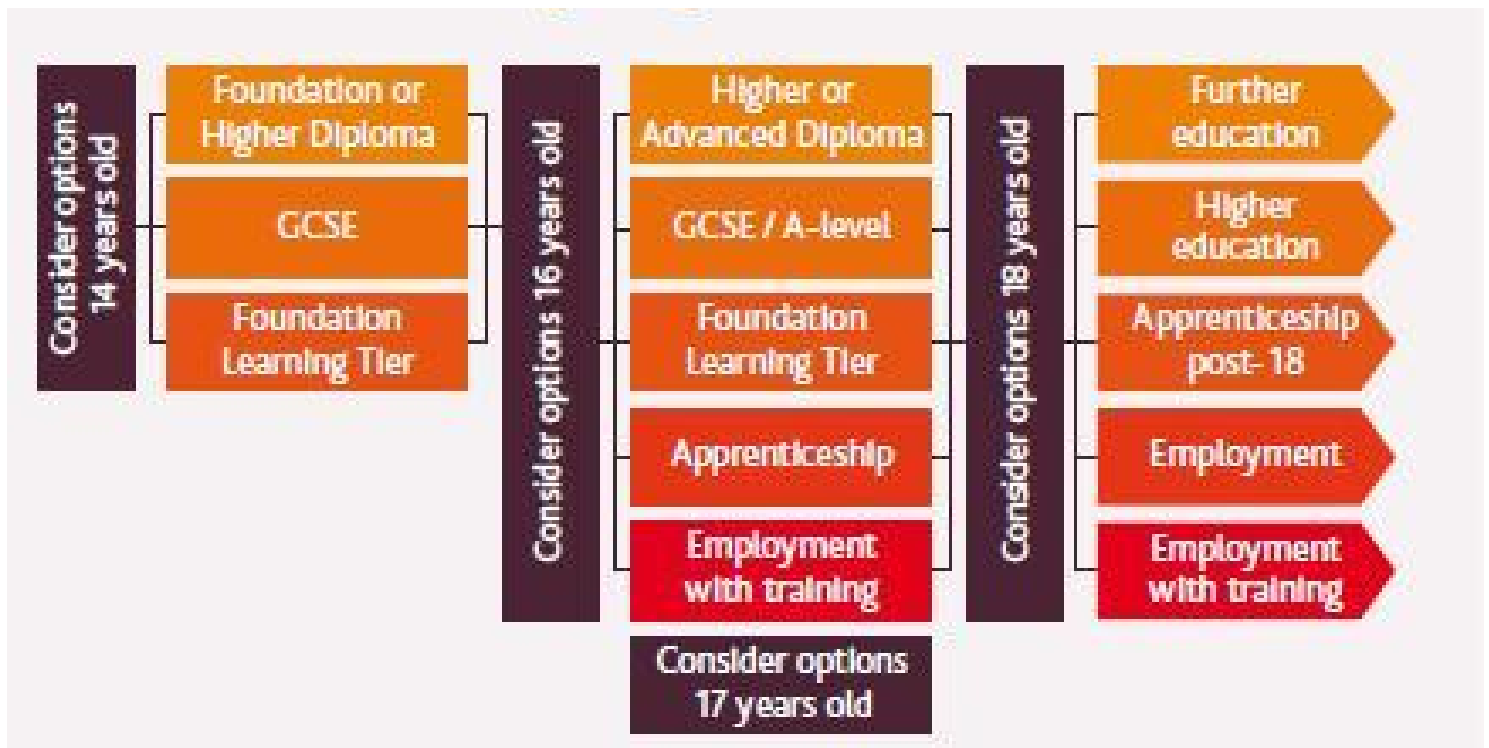 Consider options
14 years old
Foundation or
Higher Diploma
GCSE
Foundation
Learning Tier
Consider options 16 years old
Higher or
Advanced Diploma
GCSE / A-level
Foundation
Learning Tier
Apprenticeship
Employment
with training
Consider options
17 years old
Consider options 18 years old
Further
education
Higher
education
Apprenticeship
post-18
Employment
Employment
with training